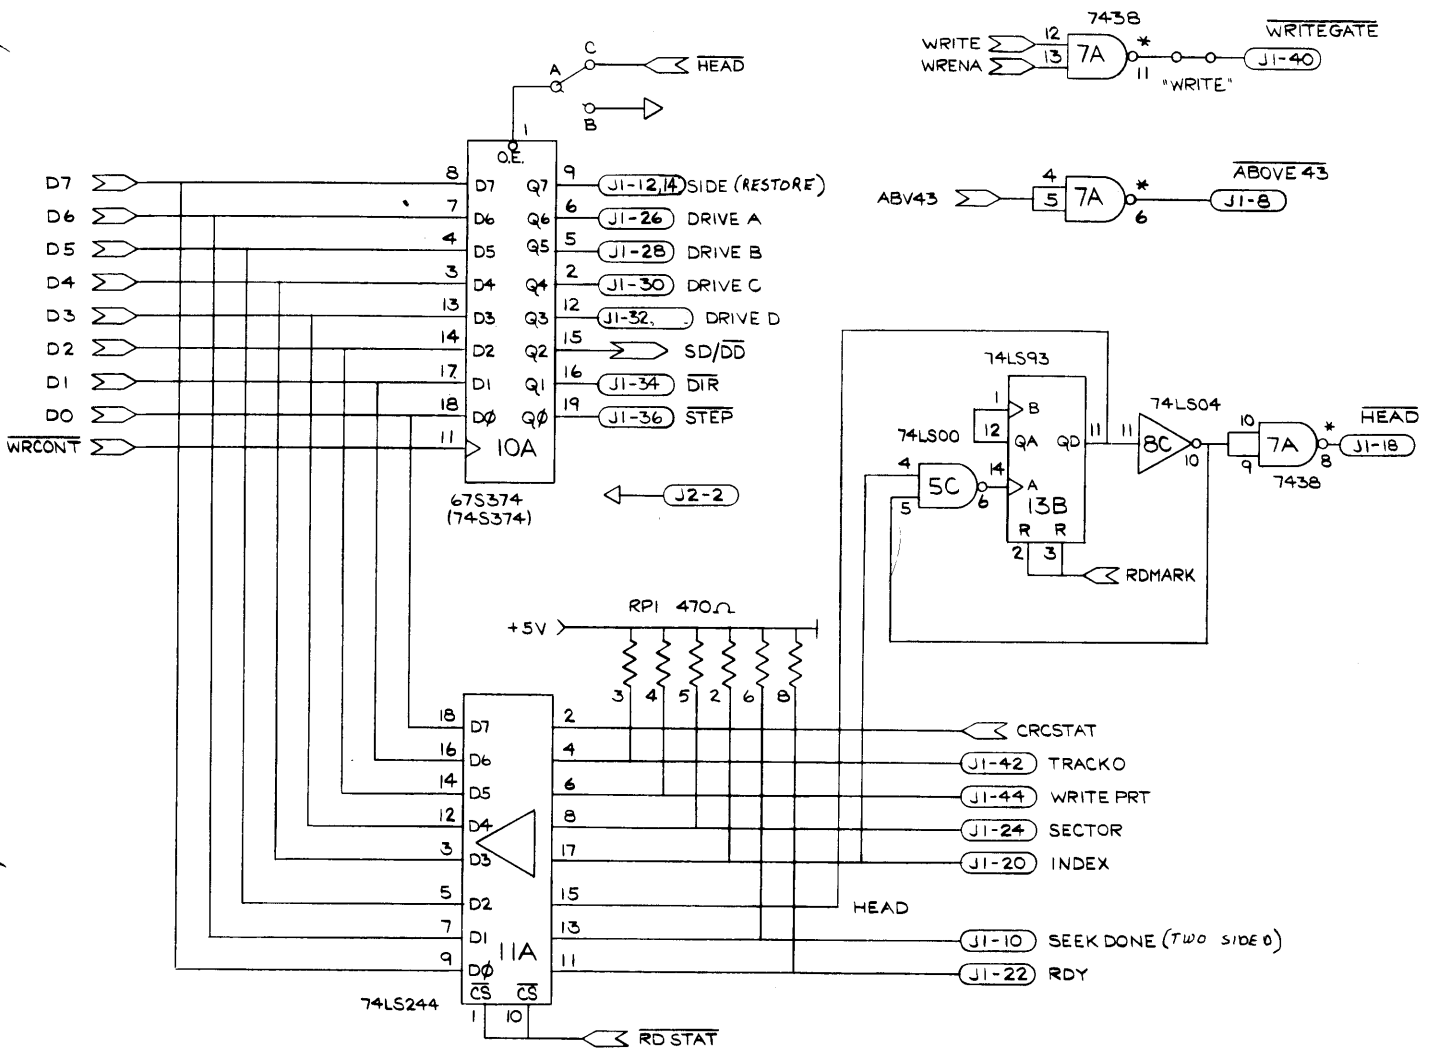 7438
WRITEGATE
WRITE 12
WRENA 13
7A
*
11
"WRITE"
J1-40
C
A
HEAD
B
1
O.E.
D7 8 D7 Q7 9 J1-12,14 SIDE (RESTORE)
D6 7 D6 Q6 6 J1-26 DRIVE A
D5 4 D5 Q5 5 J1-28 DRIVE B
D4 3 D4 Q4 2 J1-30 DRIVE C
D3 13 D3 Q3 12 J1-32, DRIVE D
D2 14 D2 Q2 15 SD/DD
D1 17 D1 Q1 16 J1-34 DIR
D0 18 DØ QØ 19 J1-36 STEP
WRCONT 11 10A
67S374
(74S374)
J2-2
ABOVE 43
ABV43
4
5
7A
*
6
J1-8
74LS93
1 B
12 QA QD 11
14 A
13B
R R
2 3
RDMARK
74LS00
4
5
5C
6
74LS04
11 8C 10
10
9
7A
*
8
7438
HEAD
J1-18
RP1 470Ω
+5V
3 4 5 2 6 8
18 D7 2 CRCSTAT
16 D6 4 J1-42 TRACKO
14 D5 6 J1-44 WRITE PRT
12 D4 8 J1-24 SECTOR
3 D3 17 J1-20 INDEX
5 D2 15 HEAD
7 D1 13 J1-10 SEEK DONE (TWO SIDED)
9 DØ 11 J1-22 RDY
11A
CS CS
74LS244
1 10
RD STAT